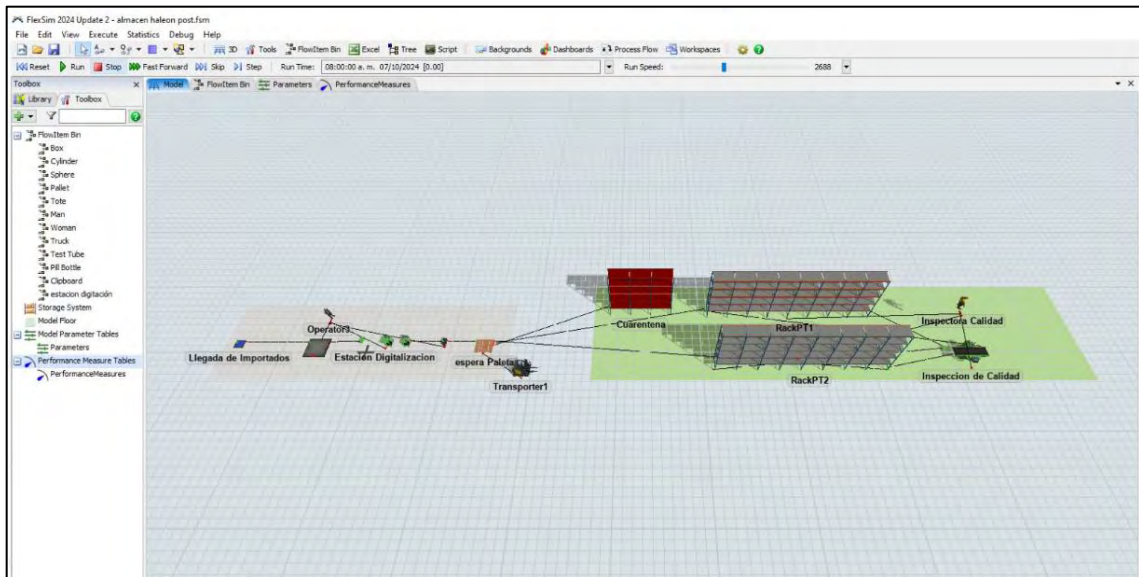 FlexSim 2024 Update 2 - almacen haleon post.fsm
File Edit View Execute Statistics Debug Help
3D Tools FlowItem Bin Excel Tree Script Backgrounds Dashboards Process Flow Workspaces
Reset Run Stop Fast Forward Skip Step Run Time: 08:00:00 a. m. 07/10/2024 [0.00] Run Speed: 2688
Toolbox
Model FlowItem Bin Parameters PerformanceMeasures
Library Toolbox
FlowItem Bin
Box
Cylinder
Sphere
Pallet
Tote
Man
Woman
Truck
Test Tube
Pill Bottle
Clipboard
estacion digitación
Storage System
Model Floor
Model Parameter Tables
Parameters
Performance Measure Tables
PerformanceMeasures
Operator3
Cuarentena
RackPT1
Inspectora Calidad
Llegada de Importados
Estación Digitalizacion
espera Paleta
Transporter1
RackPT2
Inspeccion de Calidad